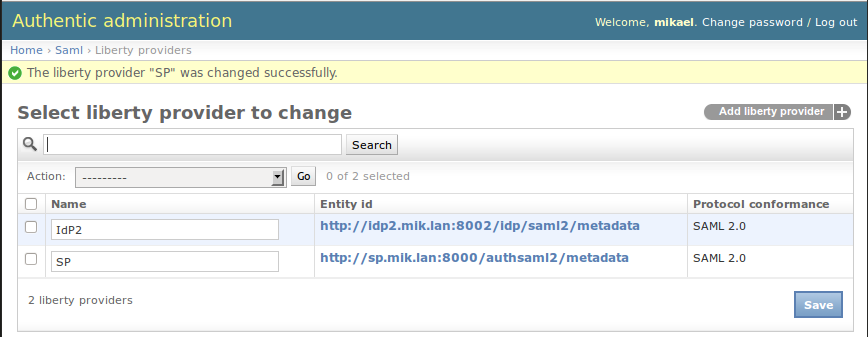 Authentic administration
Welcome, mikael. Change password / Log out
Home › Saml › Liberty providers
The liberty provider "SP" was changed successfully.
Select liberty provider to change
Add liberty provider +
Search
Action: --------- Go 0 of 2 selected
Name Entity id Protocol conformance
IdP2 http://idp2.mik.lan:8002/idp/saml2/metadata SAML 2.0
SP http://sp.mik.lan:8000/authsaml2/metadata SAML 2.0
2 liberty providers
Save